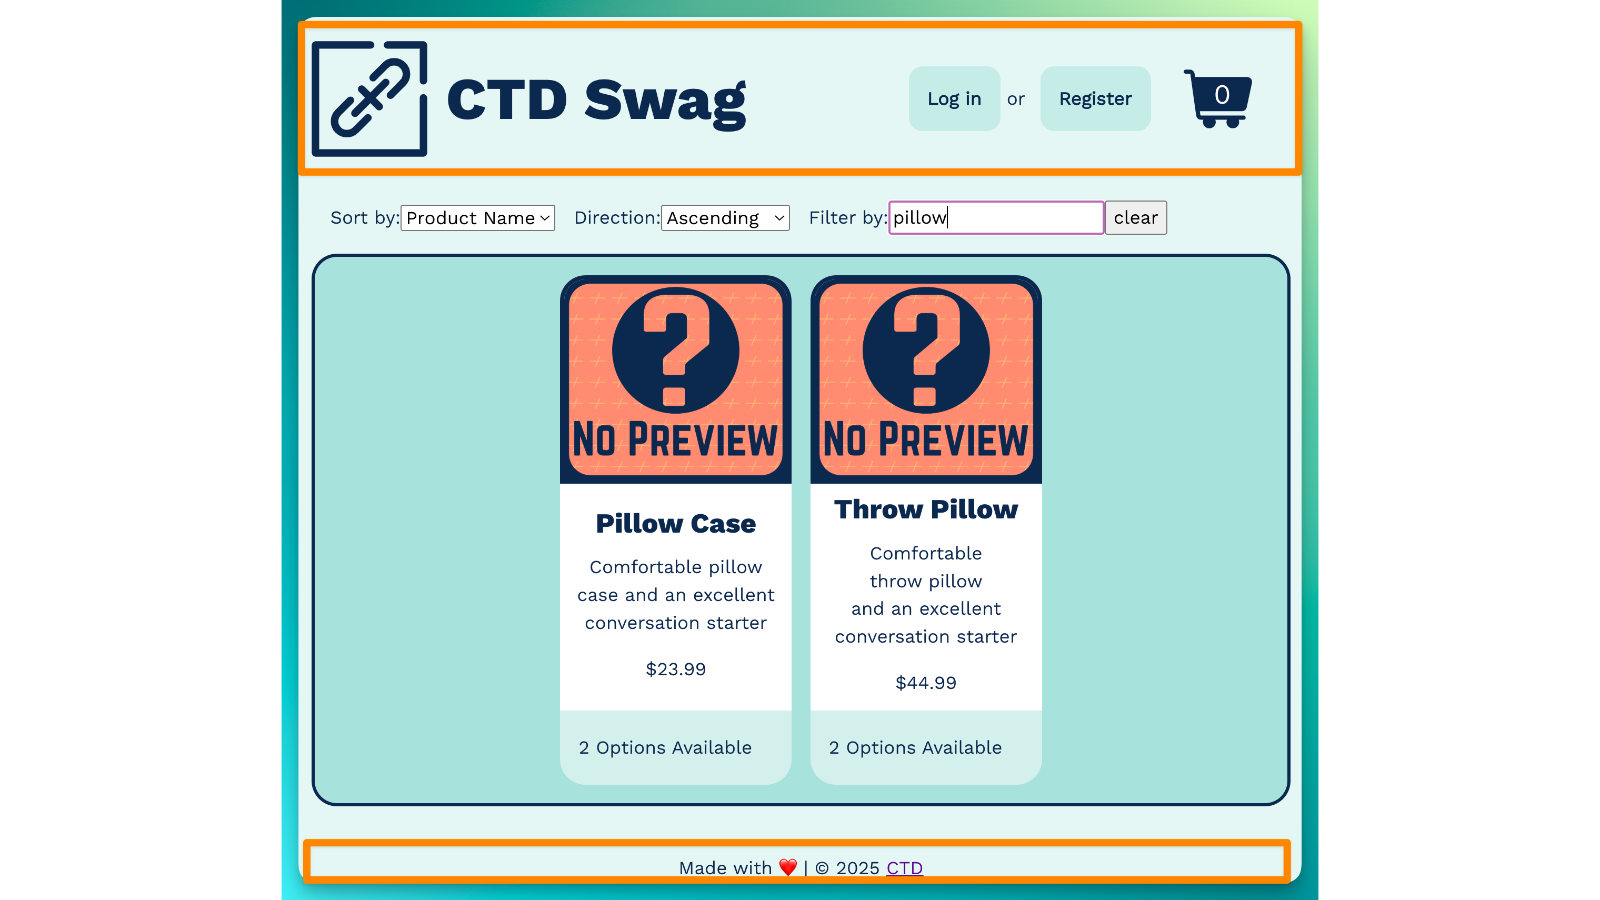 CTD Swag
Log in or Register 0
Sort by: Product Name Direction: Ascending Filter by: pillow clear
? No Preview
? No Preview
Pillow Case
Comfortable pillow
case and an excellent
conversation starter
$23.99
2 Options Available
Throw Pillow
Comfortable
throw pillow
and an excellent
conversation starter
$44.99
2 Options Available
Made with ❤️ | © 2025 CTD